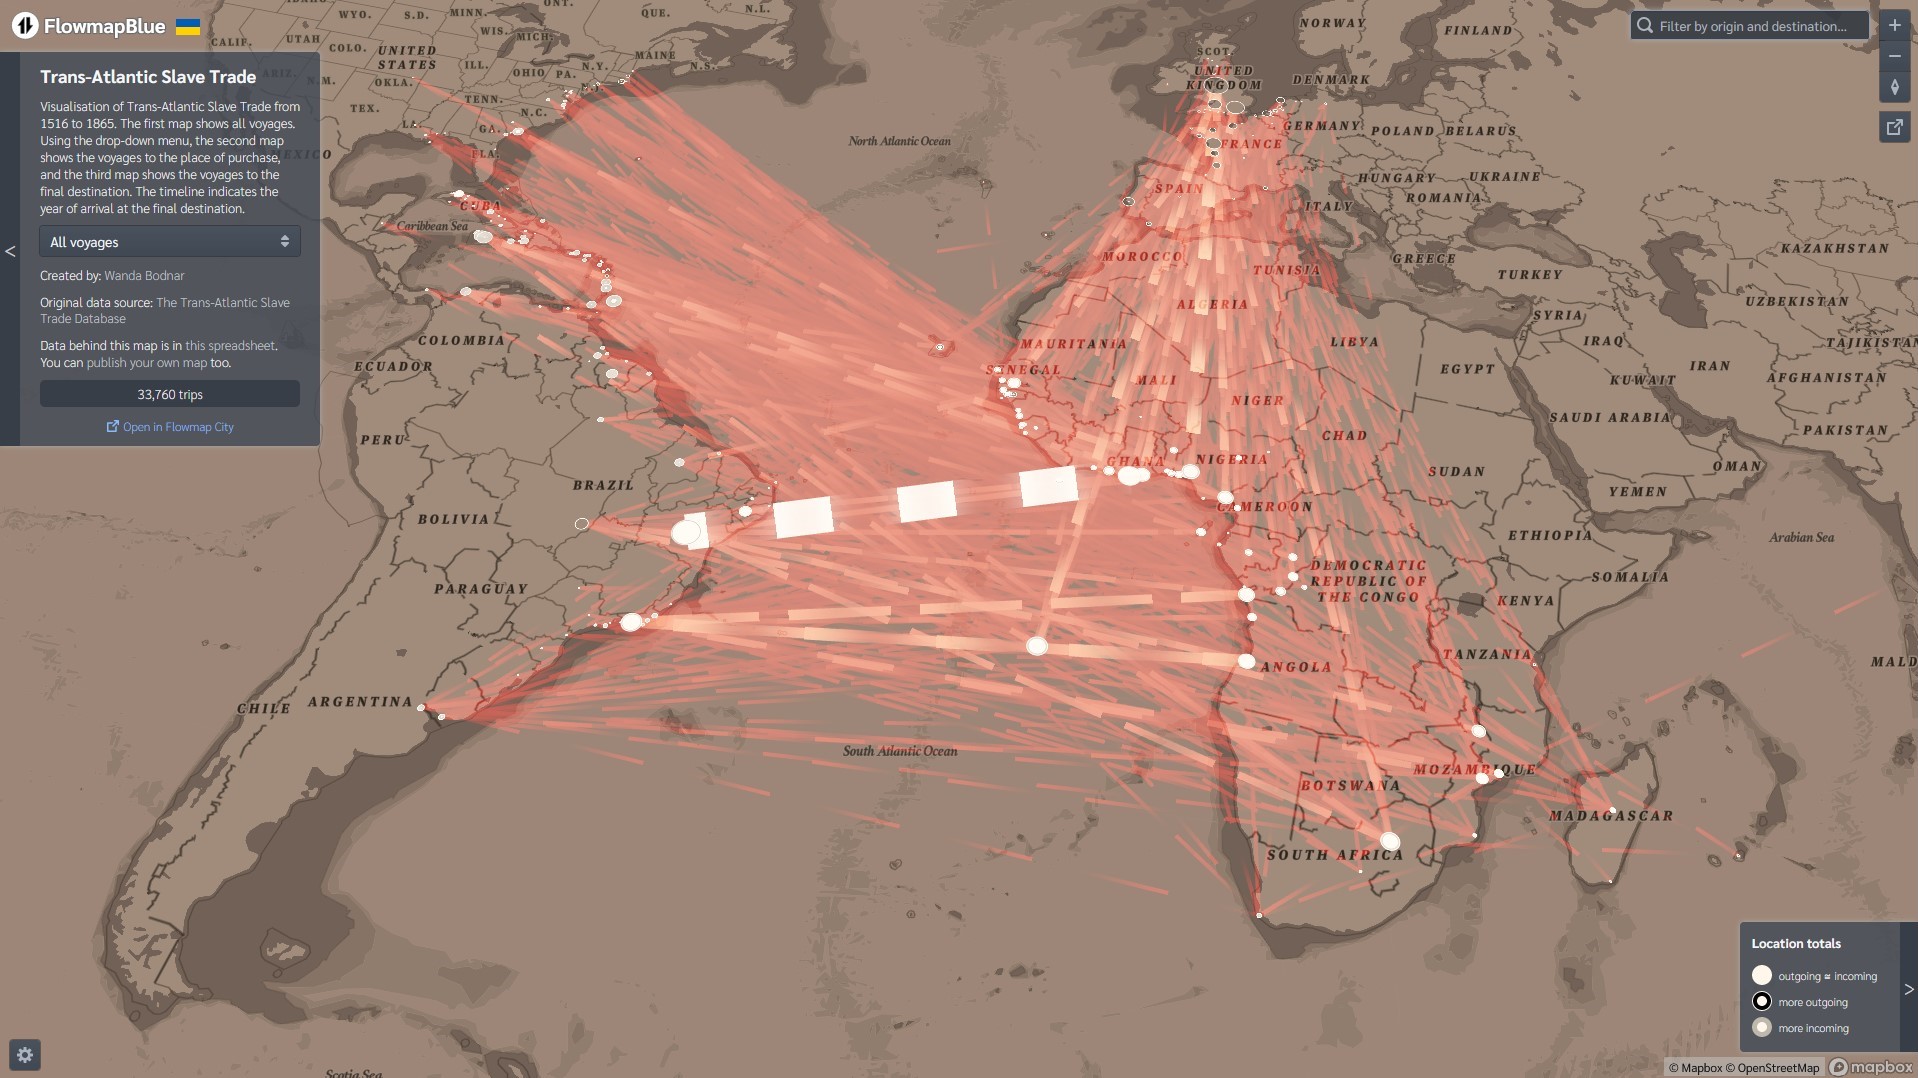 FlowmapBlue
Filter by origin and destination...
Trans-Atlantic Slave Trade
Visualisation of Trans-Atlantic Slave Trade from
1516 to 1865. The first map shows all voyages.
Using the drop-down menu, the second map
shows the voyages to the place of purchase,
and the third map shows the voyages to the
final destination. The timeline indicates the
year of arrival at the final destination.
All voyages
Created by: Wanda Bodnar
Original data source: The Trans-Atlantic Slave
Trade Database
Data behind this map is in this spreadsheet.
You can publish your own map too.
33,760 trips
Open in Flowmap City
ONT.
QUE.
N.L.
WYO.
S.D.
MINN.
WIS.
MICH.
CALIF.
UTAH
COLO.
UNITED
STATES
MAINE
N.S.
ILL.
OHIO
PA.
N.Y.
N.J.
ARIZ.
N.M.
OKLA.
TENN.
N.C.
TEX.
LA.
GA.
FLA.
MEXICO
CUBA
Caribbean Sea
North Atlantic Ocean
NORWAY
FINLAND
SCOT.
UNITED
KINGDOM
DENMARK
GERMANY
POLAND
BELARUS
FRANCE
HUNGARY
UKRAINE
ROMANIA
SPAIN
ITALY
KAZAKHSTAN
MOROCCO
TUNISIA
GREECE
TURKEY
UZBEKISTAN
ALGERIA
SYRIA
COLOMBIA
MAURITANIA
LIBYA
IRAQ
TAJIKISTAN
ECUADOR
SENEGAL
MALI
EGYPT
KUWAIT
IRAN
AFGHANISTAN
NIGER
SAUDI ARABIA
PAKISTAN
PERU
CHAD
GHANA
NIGERIA
SUDAN
OMAN
BRAZIL
YEMEN
BOLIVIA
CAMEROON
ETHIOPIA
Arabian Sea
DEMOCRATIC
REPUBLIC OF
THE CONGO
SOMALIA
PARAGUAY
KENYA
TANZANIA
MALD
ANGOLA
CHILE
ARGENTINA
South Atlantic Ocean
MOZAMBIQUE
BOTSWANA
MADAGASCAR
SOUTH AFRICA
Scotia Sea
Location totals
outgoing ≅ incoming
more outgoing
more incoming
© Mapbox © OpenStreetMap
mapbox